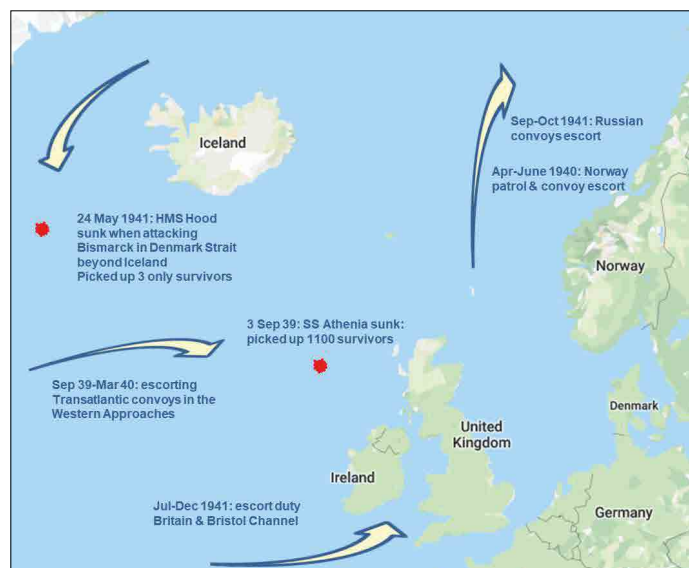 Iceland
Sep-Oct 1941: Russian
convoys escort
Apr-June 1940: Norway
patrol & convoy escort
24 May 1941: HMS Hood
sunk when attacking
Bismarck in Denmark Strait
beyond Iceland
Picked up 3 only survivors
Norway
3 Sep 39: SS Athenia sunk:
picked up 1100 survivors
Sep 39-Mar 40: escorting
Transatlantic convoys in the
Western Approaches
Denmark
United
Kingdom
Ireland
Jul-Dec 1941: escort duty
Britain & Bristol Channel
Germany